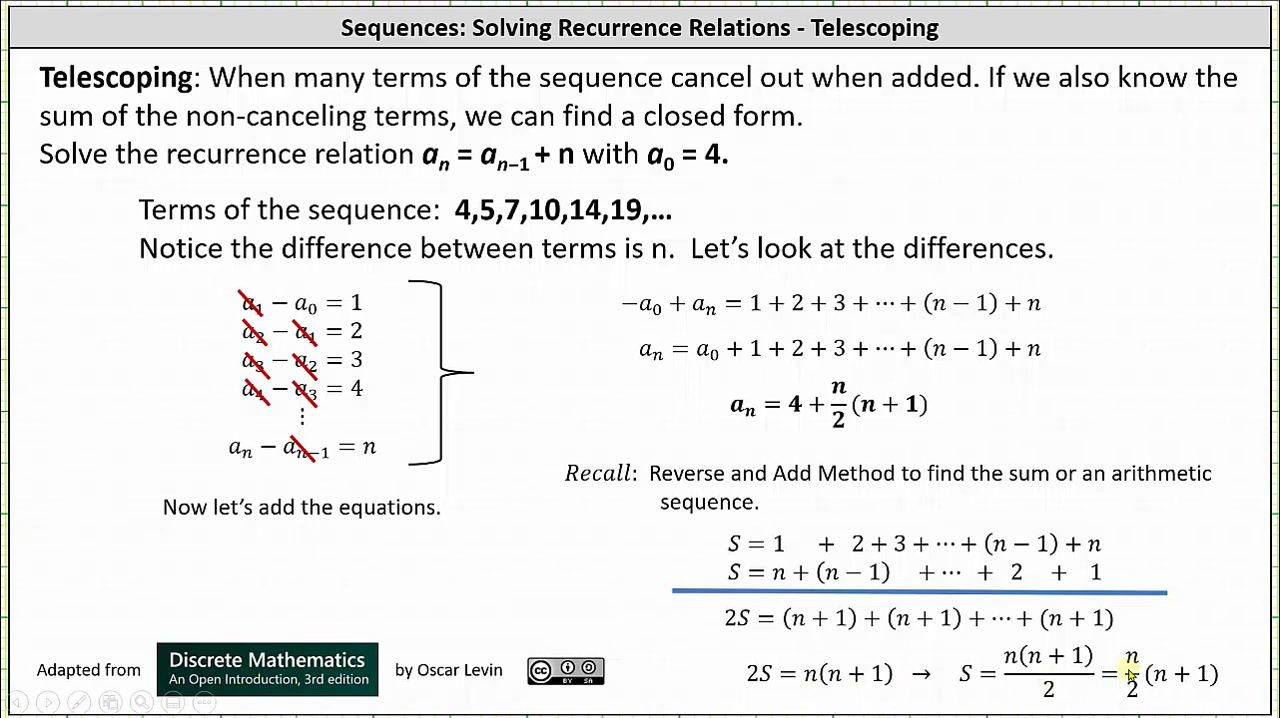 Sequences: Solving Recurrence Relations - Telescoping
Telescoping: When many terms of the sequence cancel out when added. If we also know the
sum of the non-canceling terms, we can find a closed form.
Solve the recurrence relation aₙ = aₙ₋₁ + n with a₀ = 4.
Terms of the sequence: 4,5,7,10,14,19,...
Notice the difference between terms is n. Let's look at the differences.
a₁ − a₀ = 1
a₂ − a₁ = 2
a₃ − a₂ = 3
a₄ − a₃ = 4
⋮
aₙ − aₙ₋₁ = n
Now let's add the equations.
−a₀ + aₙ = 1 + 2 + 3 + ⋯ + (n − 1) + n
aₙ = a₀ + 1 + 2 + 3 + ⋯ + (n − 1) + n
aₙ = 4 + n/2 (n + 1)
Recall: Reverse and Add Method to find the sum or an arithmetic
sequence.
S = 1 + 2 + 3 + ⋯ + (n − 1) + n
S = n + (n − 1) + ⋯ + 2 + 1
2S = (n + 1) + (n + 1) + ⋯ + (n + 1)
2S = n(n + 1) → S = n(n + 1)/2 = n/2 (n + 1)
Adapted from
Discrete Mathematics
An Open Introduction, 3rd edition
by Oscar Levin
cc BY SA